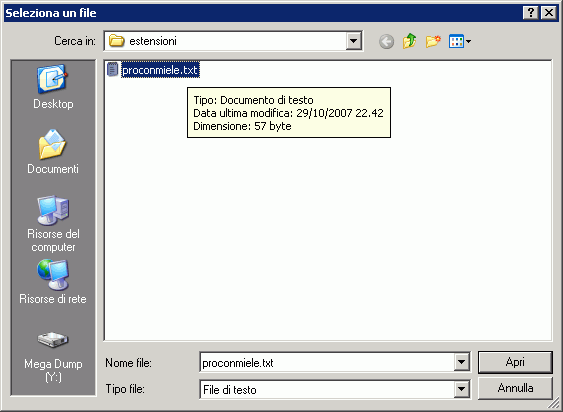 Seleziona un file
Cerca in: estensioni
proconmiele.txt
Tipo: Documento di testo
Data ultima modifica: 29/10/2007 22.42
Dimensione: 57 byte
Desktop
Documenti
Risorse del
computer
Risorse di rete
Mega Dump
(Y:)
Nome file: proconmiele.txt Apri
Tipo file: File di testo Annulla